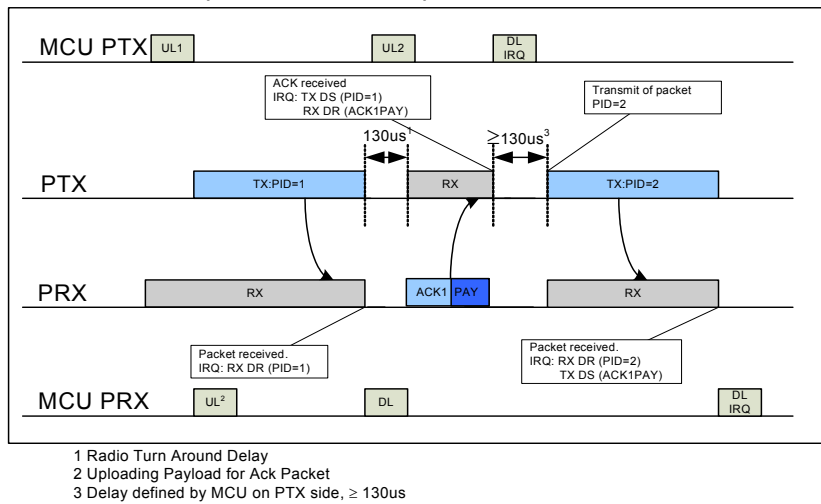 MCU PTX
UL1
UL2
DL
IRQ
ACK received
IRQ: TX DS (PID=1)
RX DR (ACK1PAY)
Transmit of packet
PID=2
130us1
≥130us3
PTX
TX:PID=1
RX
TX:PID=2
PRX
RX
ACK1 PAY
RX
Packet received.
IRQ: RX DR (PID=1)
Packet received.
IRQ: RX DR (PID=2)
TX DS (ACK1PAY)
MCU PRX
UL2
DL
DL
IRQ
1 Radio Turn Around Delay
2 Uploading Payload for Ack Packet
3 Delay defined by MCU on PTX side, ≥ 130us